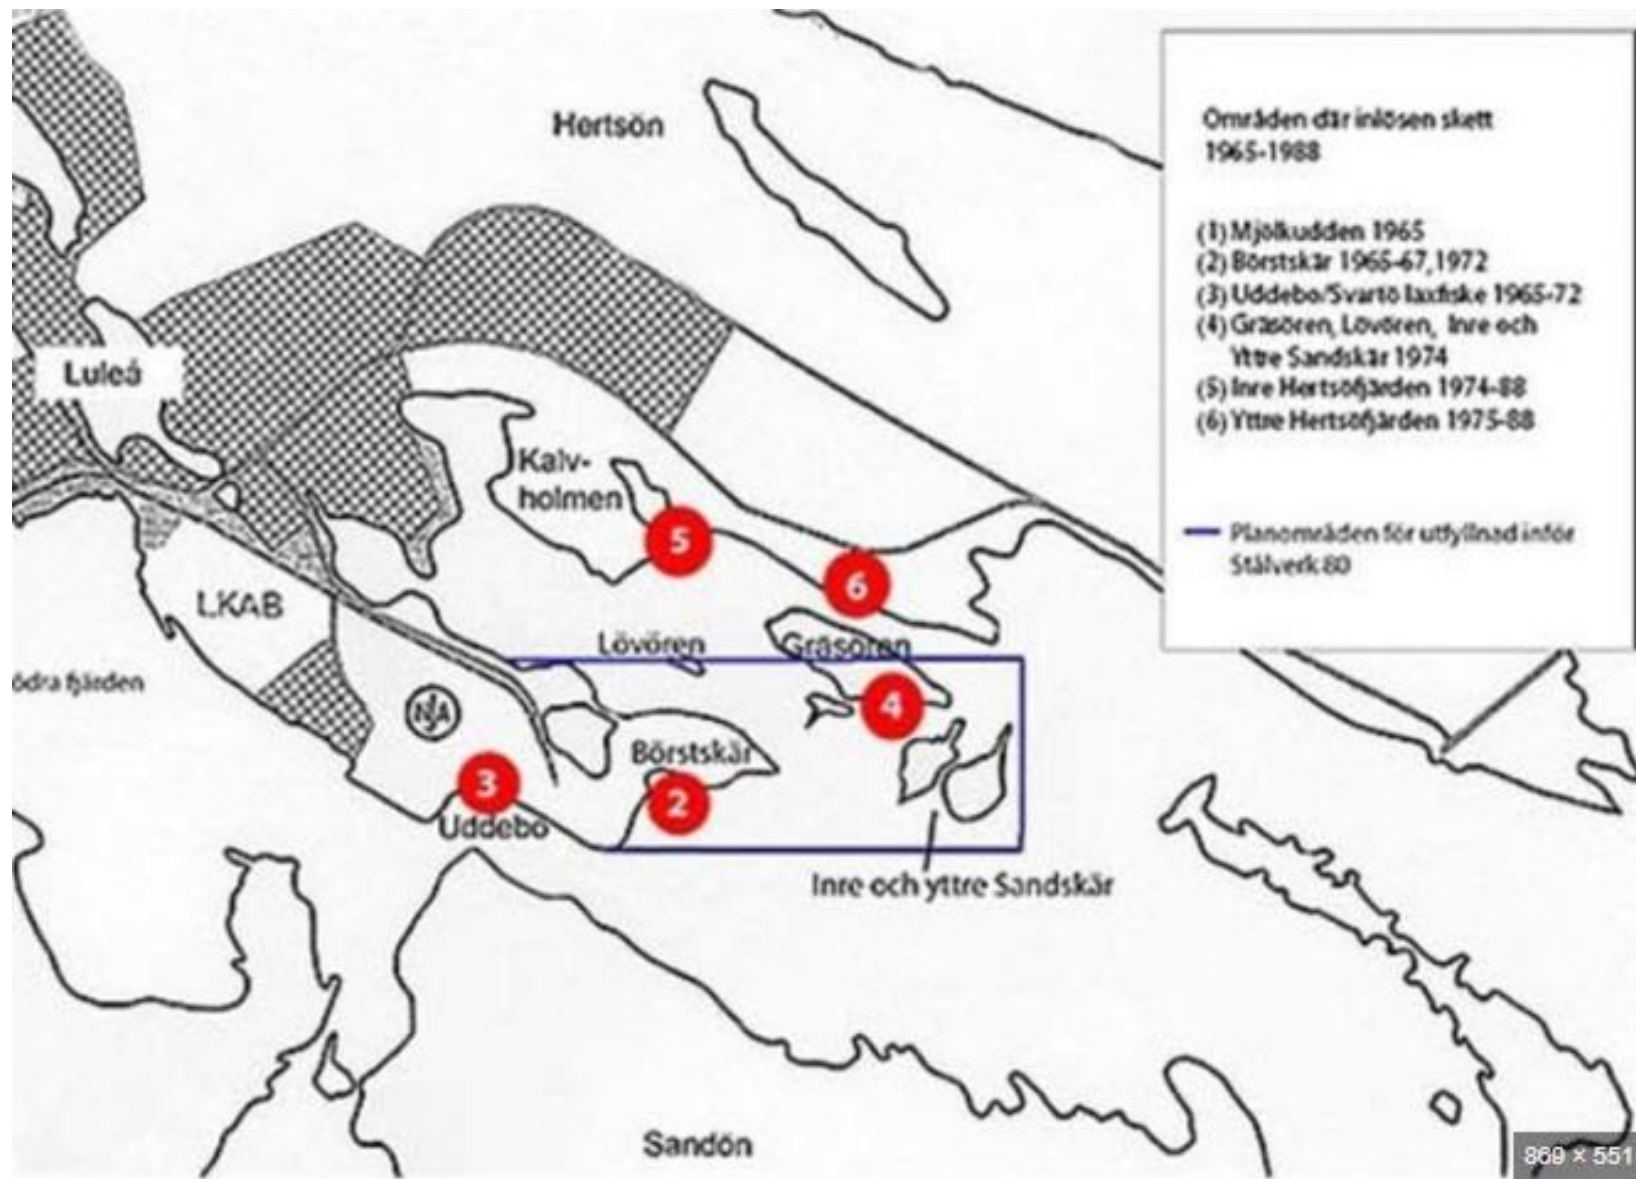 Hertsön
Områden där inlösen skett
1965-1988
(1) Mjölkudden 1965
(2) Börstskär 1965-67, 1972
(3) Uddebo/Svartö laxfiske 1965-72
(4) Gräsören, Lövören, Inre och
Yttre Sandskär 1974
(5) Inre Hertsöfjärden 1974-88
(6) Yttre Hertsöfjärden 1975-88
Planområden för utfyllnad inför
Stålverk 80
Luleå
Kalv-
holmen
5
6
LKAB
Lövören
Gräsören
ödra fjärden
NJA
4
Börstskär
3
2
Uddebo
Inre och yttre Sandskär
Sandön
869 × 551